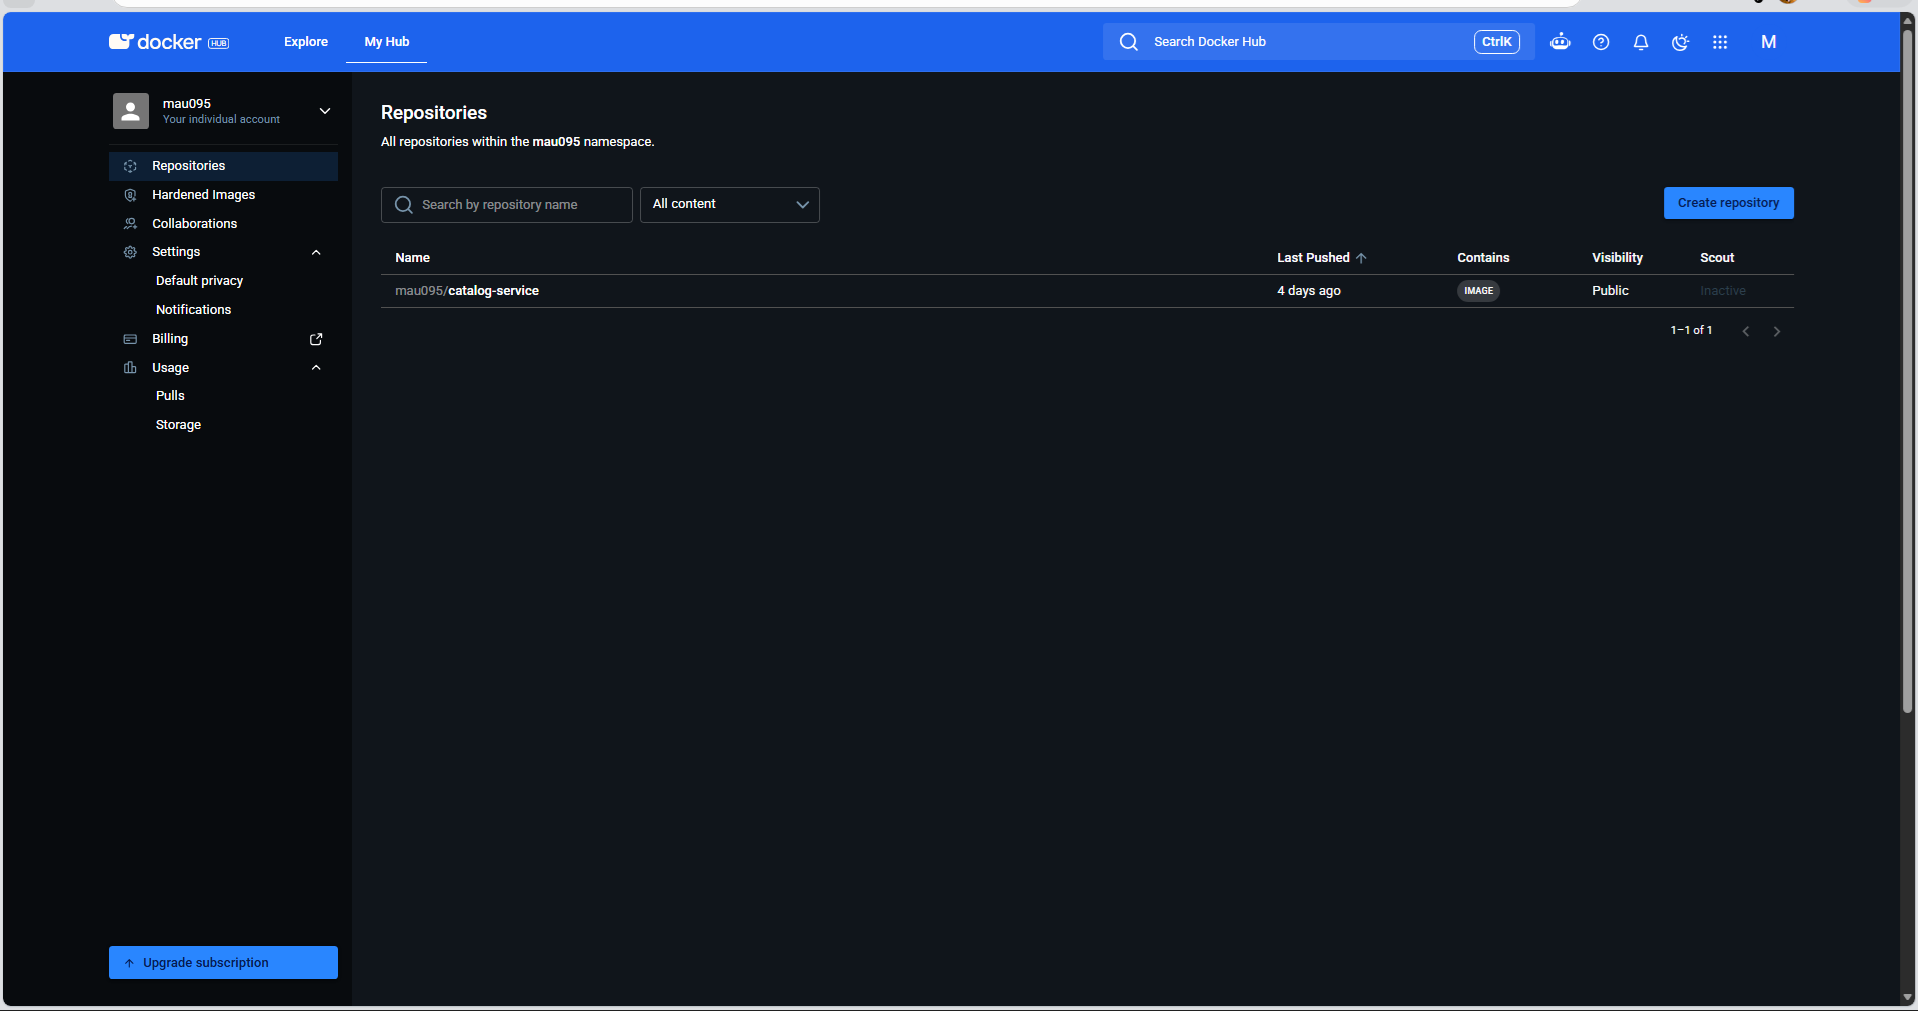 docker HUB
Explore
My Hub
Search Docker Hub
CtrlK
M
mau095
Your individual account
Repositories
Hardened Images
Collaborations
Settings
Default privacy
Notifications
Billing
Usage
Pulls
Storage
Upgrade subscription
Repositories
All repositories within the mau095 namespace.
Search by repository name
All content
Create repository
Name Last Pushed Contains Visibility Scout
mau095/catalog-service 4 days ago IMAGE Public Inactive
1–1 of 1